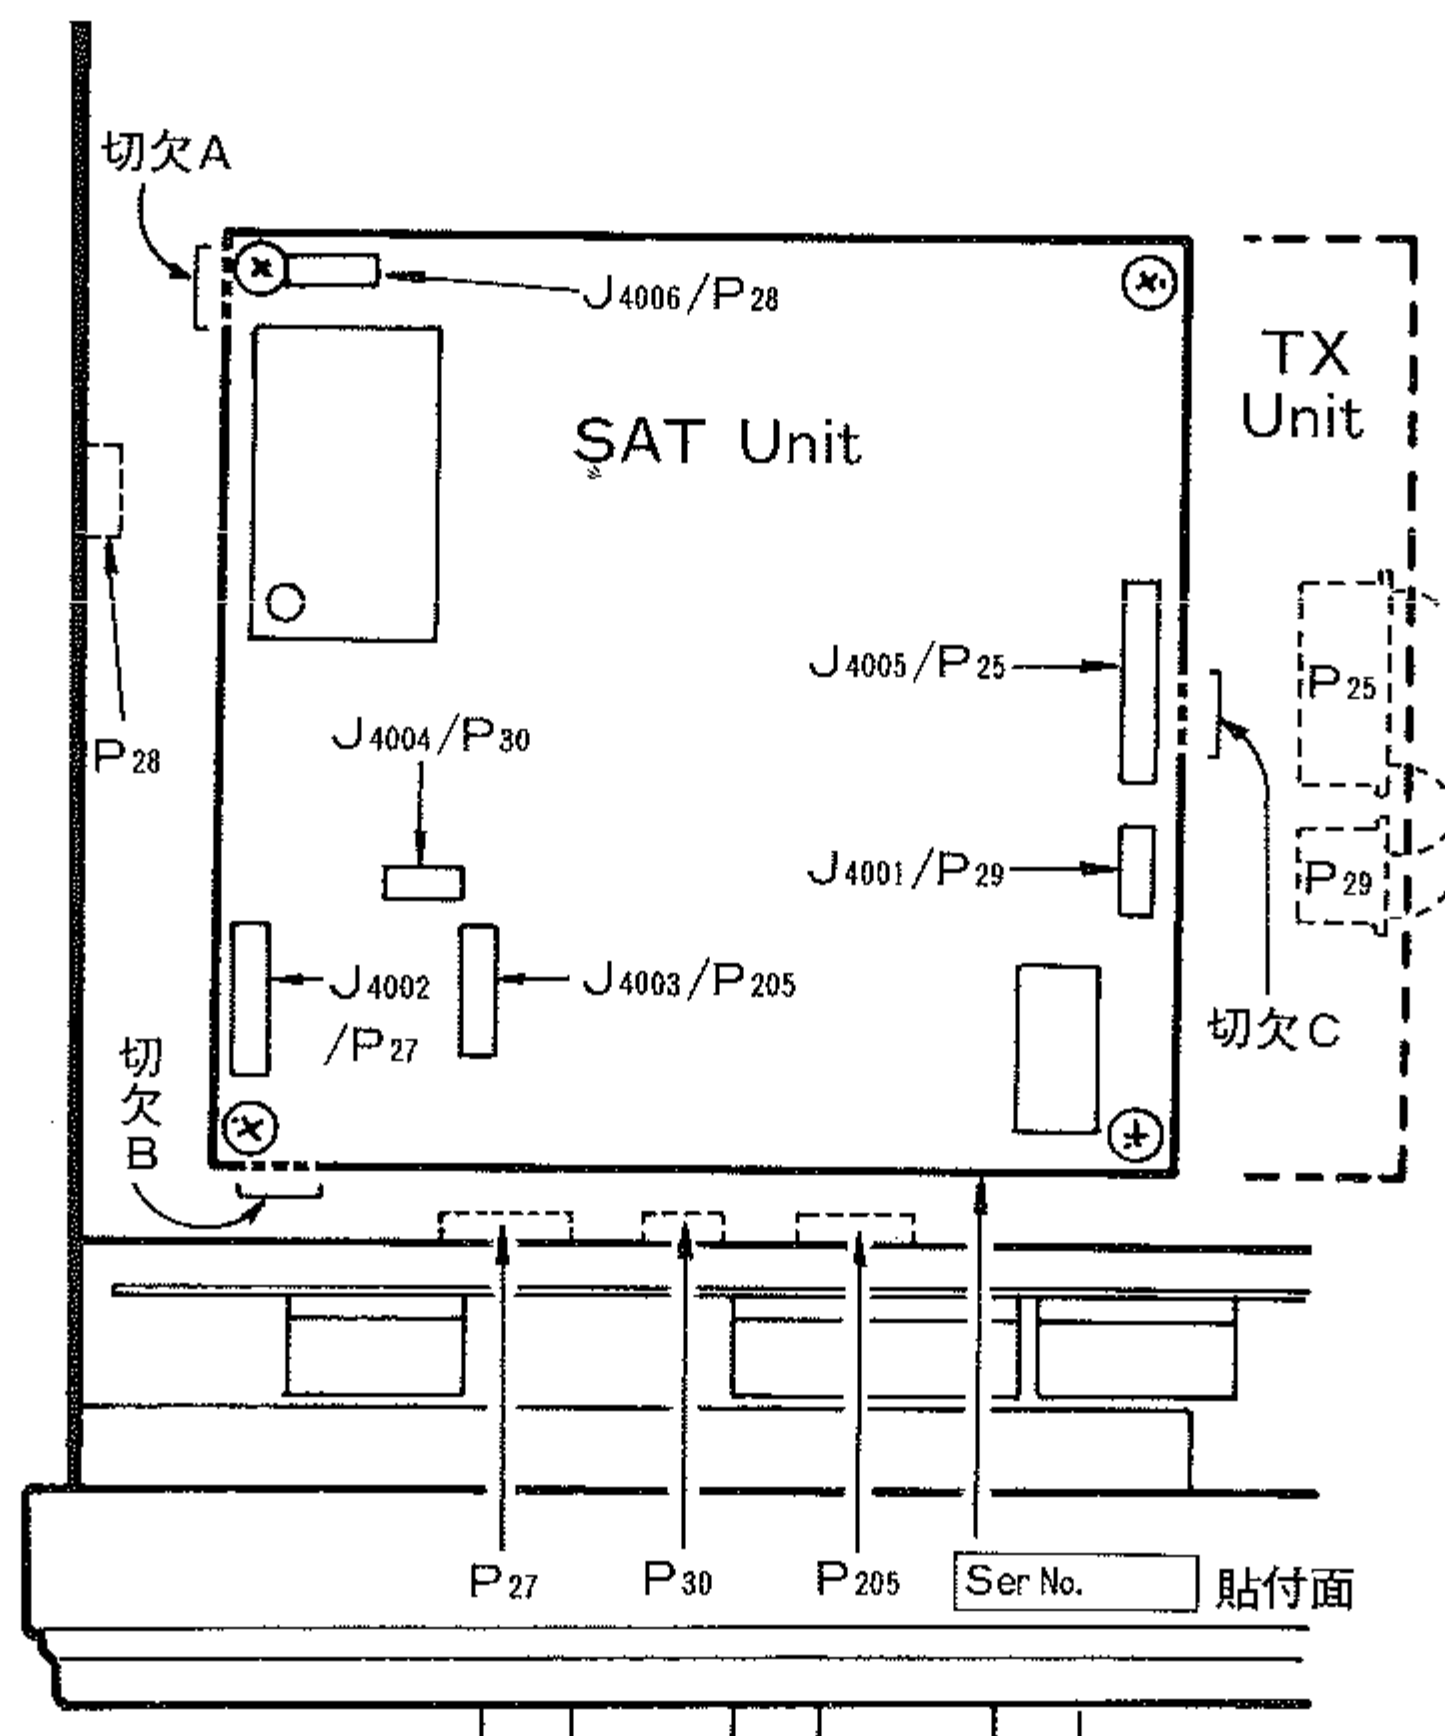 切欠A
J4006/P28
TX
Unit
SAT Unit
J4005/P25
P25
J4004/P30
P28
J4001/P29
P29
J4002
/P27
J4003/P205
切欠C
切欠B
P27
P30
P205
Ser No.
貼付面